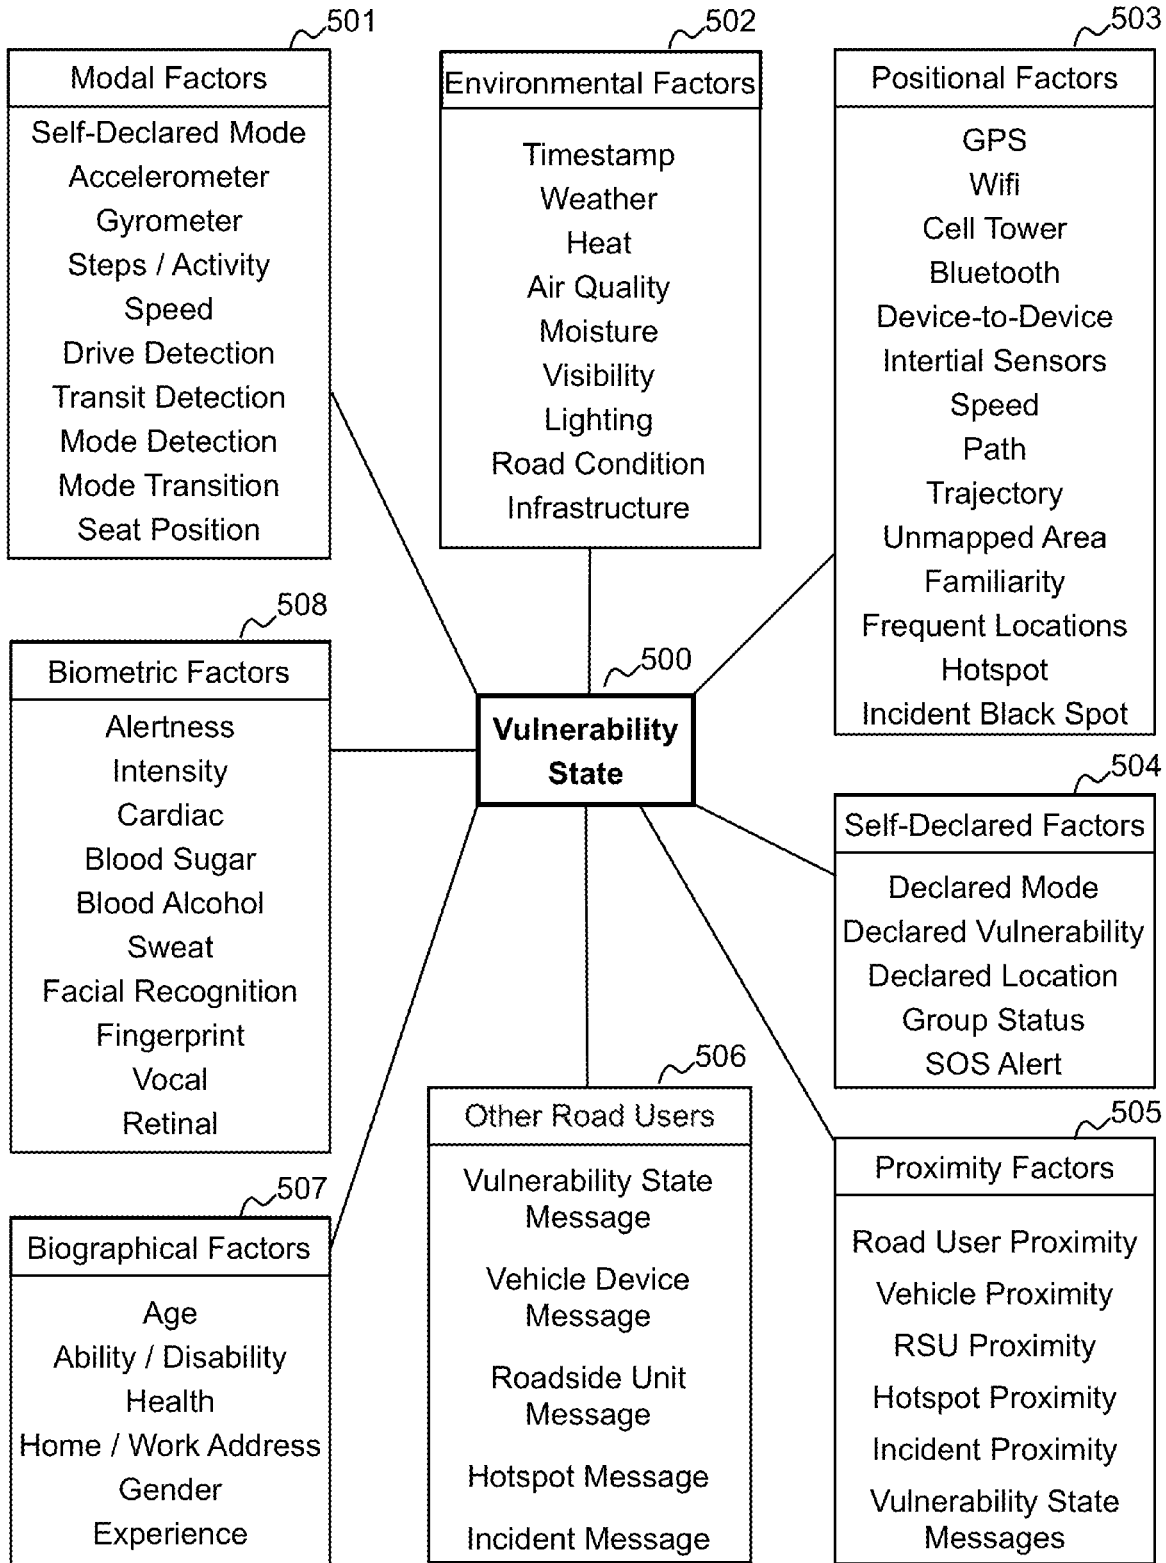 501
Modal Factors
Self-Declared Mode
Accelerometer
Gyrometer
Steps / Activity
Speed
Drive Detection
Transit Detection
Mode Detection
Mode Transition
Seat Position
502
Environmental Factors
Timestamp
Weather
Heat
Air Quality
Moisture
Visibility
Lighting
Road Condition
Infrastructure
503
Positional Factors
GPS
Wifi
Cell Tower
Bluetooth
Device-to-Device
Intertial Sensors
Speed
Path
Trajectory
Unmapped Area
Familiarity
Frequent Locations
Hotspot
Incident Black Spot
508
Biometric Factors
Alertness
Intensity
Cardiac
Blood Sugar
Blood Alcohol
Sweat
Facial Recognition
Fingerprint
Vocal
Retinal
500
Vulnerability
State
504
Self-Declared Factors
Declared Mode
Declared Vulnerability
Declared Location
Group Status
SOS Alert
507
Biographical Factors
Age
Ability / Disability
Health
Home / Work Address
Gender
Experience
506
Other Road Users
Vulnerability State
Message
Vehicle Device
Message
Roadside Unit
Message
Hotspot Message
Incident Message
505
Proximity Factors
Road User Proximity
Vehicle Proximity
RSU Proximity
Hotspot Proximity
Incident Proximity
Vulnerability State
Messages